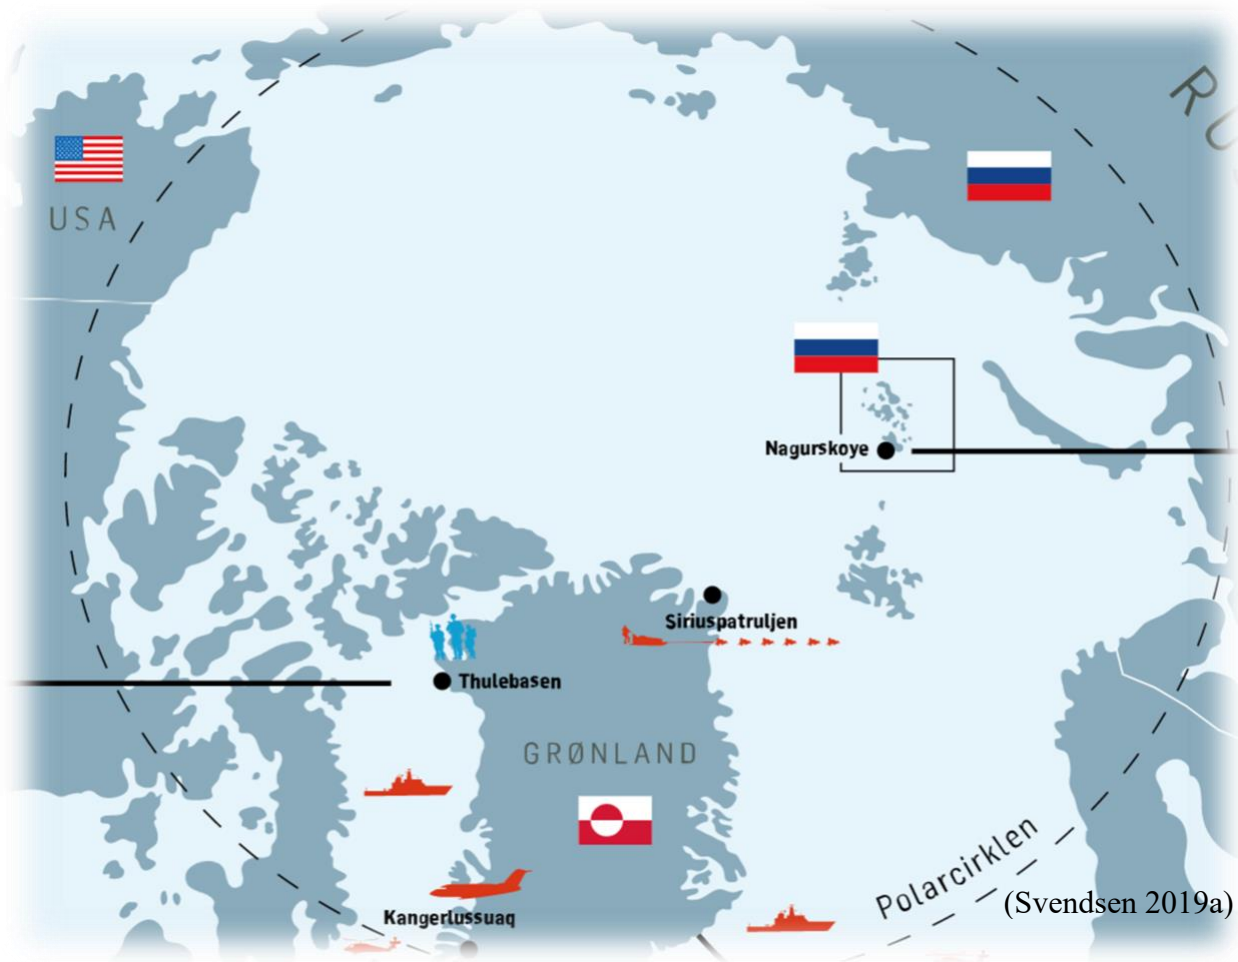 RU
USA
Nagurskoye
Siriuspatruljen
Thulebasen
GRØNLAND
Polarcirklen
(Svendsen 2019a)
Kangerlussuaq